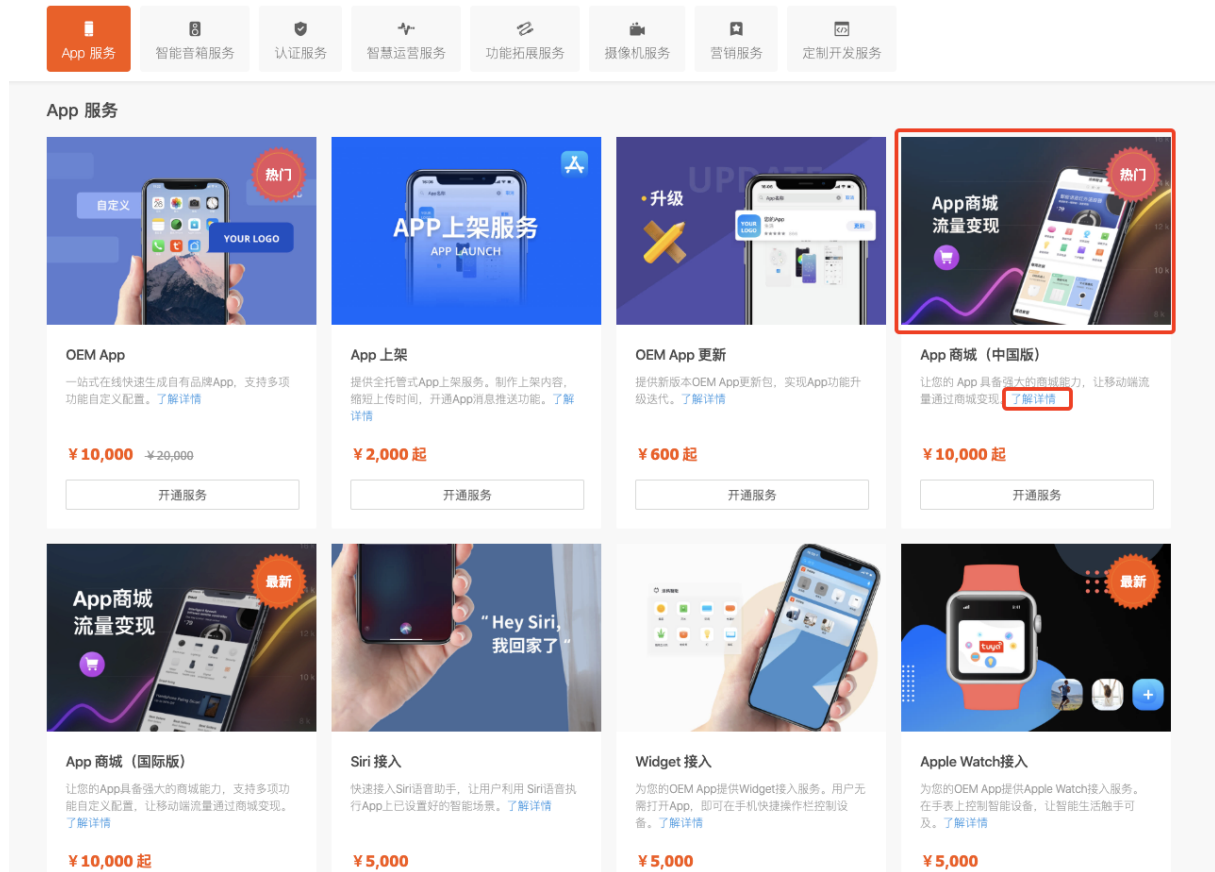 App 服务
智能音箱服务
认证服务
智慧运营服务
功能拓展服务
摄像机服务
营销服务
定制开发服务
App 服务
热门
自定义
YOUR LOGO
APP上架服务
APP LAUNCH
UPDATE
升级
YOUR
LOGO
您的App
更新
热门
App商城
流量变现
OEM App
一站式在线快速生成自有品牌App，支持多项
功能自定义配置。了解详情
￥10,000 ￥20,000
开通服务
App 上架
提供全托管式App上架服务。制作上架内容，
缩短上传时间，开通App消息推送功能。了解
详情
￥2,000 起
开通服务
OEM App 更新
提供新版本OEM App更新包，实现App功能升
级迭代。了解详情
￥600 起
开通服务
App 商城（中国版）
让您的 App 具备强大的商城能力，让移动端流
量通过商城变现。了解详情
￥10,000 起
开通服务
最新
App商城
流量变现
“ Hey Siri,
我回家了 ”
最新
tuya
App 商城（国际版）
让您的App具备强大的商城能力，支持多项功
能自定义配置，让移动端流量通过商城变现。
了解详情
￥10,000 起
Siri 接入
快速接入Siri语音助手，让用户利用 Siri语音执
行App上已设置好的智能场景。了解详情
￥5,000
Widget 接入
为您的OEM App提供Widget接入服务。用户无
需打开App，即可在手机快捷操作栏控制设
备。了解详情
￥5,000
Apple Watch接入
为您的OEM App提供Apple Watch接入服务。
在手表上控制智能设备，让智能生活触手可
及。了解详情
￥5,000